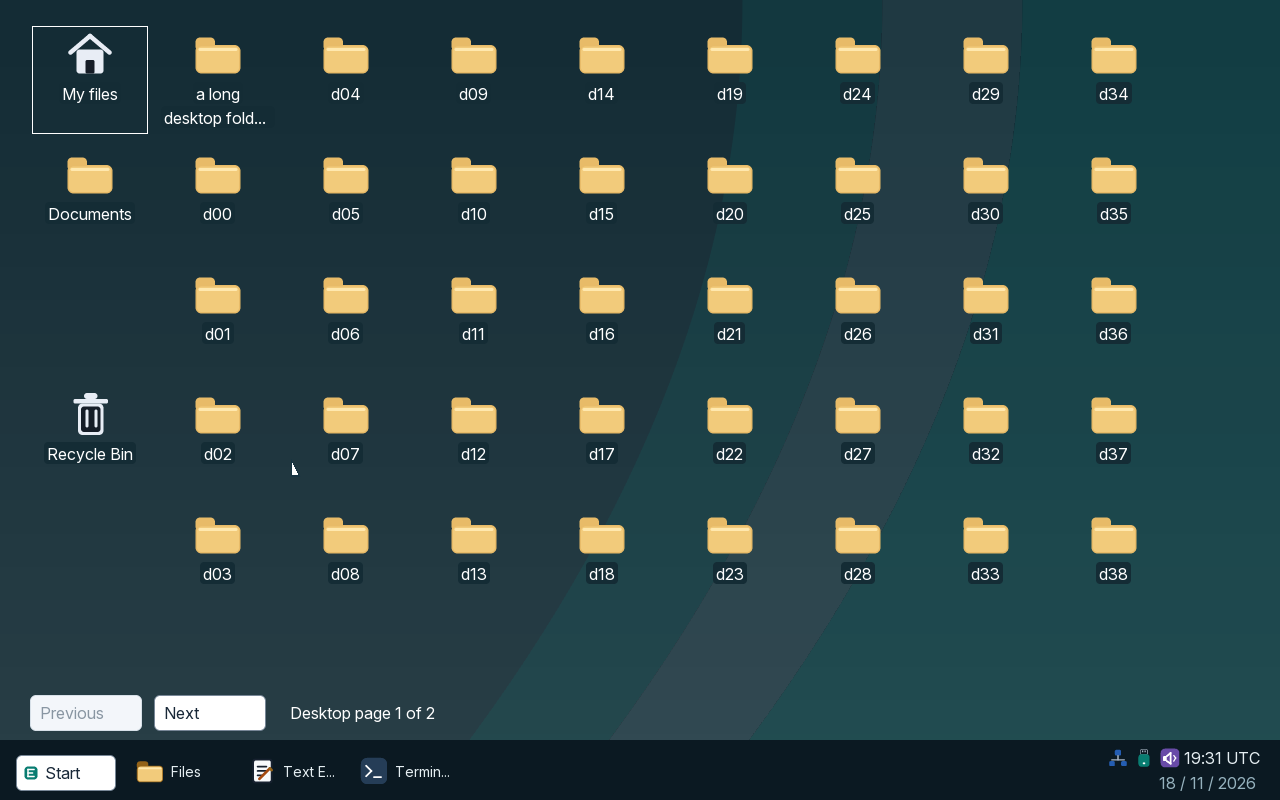 My files
a long
desktop fold...
d04
d09
d14
d19
d24
d29
d34
Documents
d00
d05
d10
d15
d20
d25
d30
d35
d01
d06
d11
d16
d21
d26
d31
d36
Recycle Bin
d02
d07
d12
d17
d22
d27
d32
d37
d03
d08
d13
d18
d23
d28
d33
d38
Previous
Next
Desktop page 1 of 2
E Start
Files
Text E...
Termin...
19:31 UTC
18 / 11 / 2026